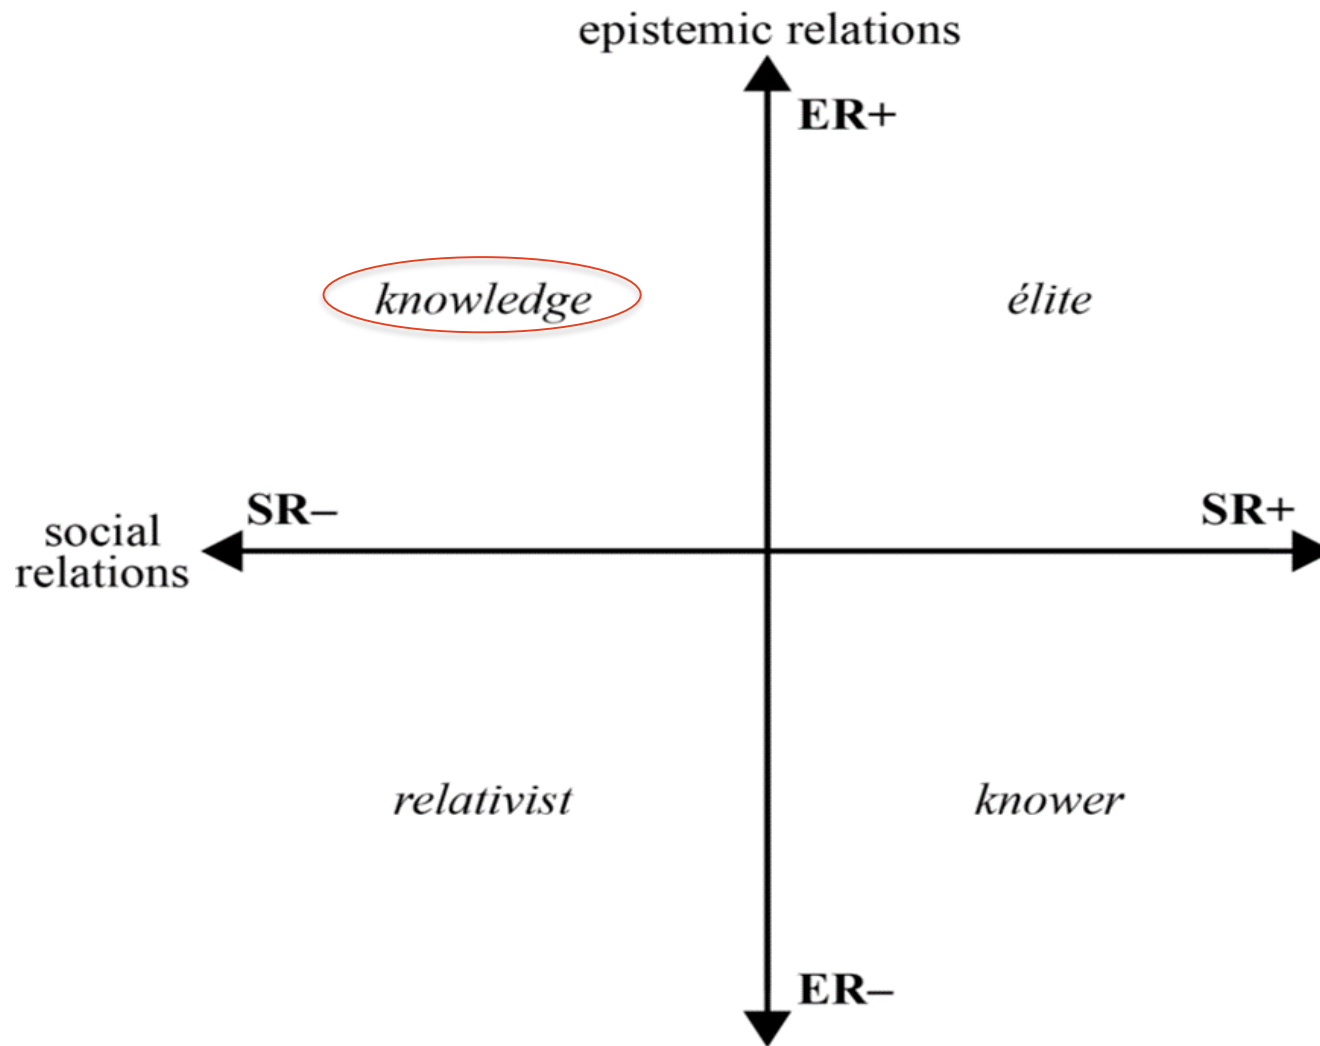 epistemic relations
ER+
knowledge
élite
SR–
SR+
social
relations
relativist
knower
ER–